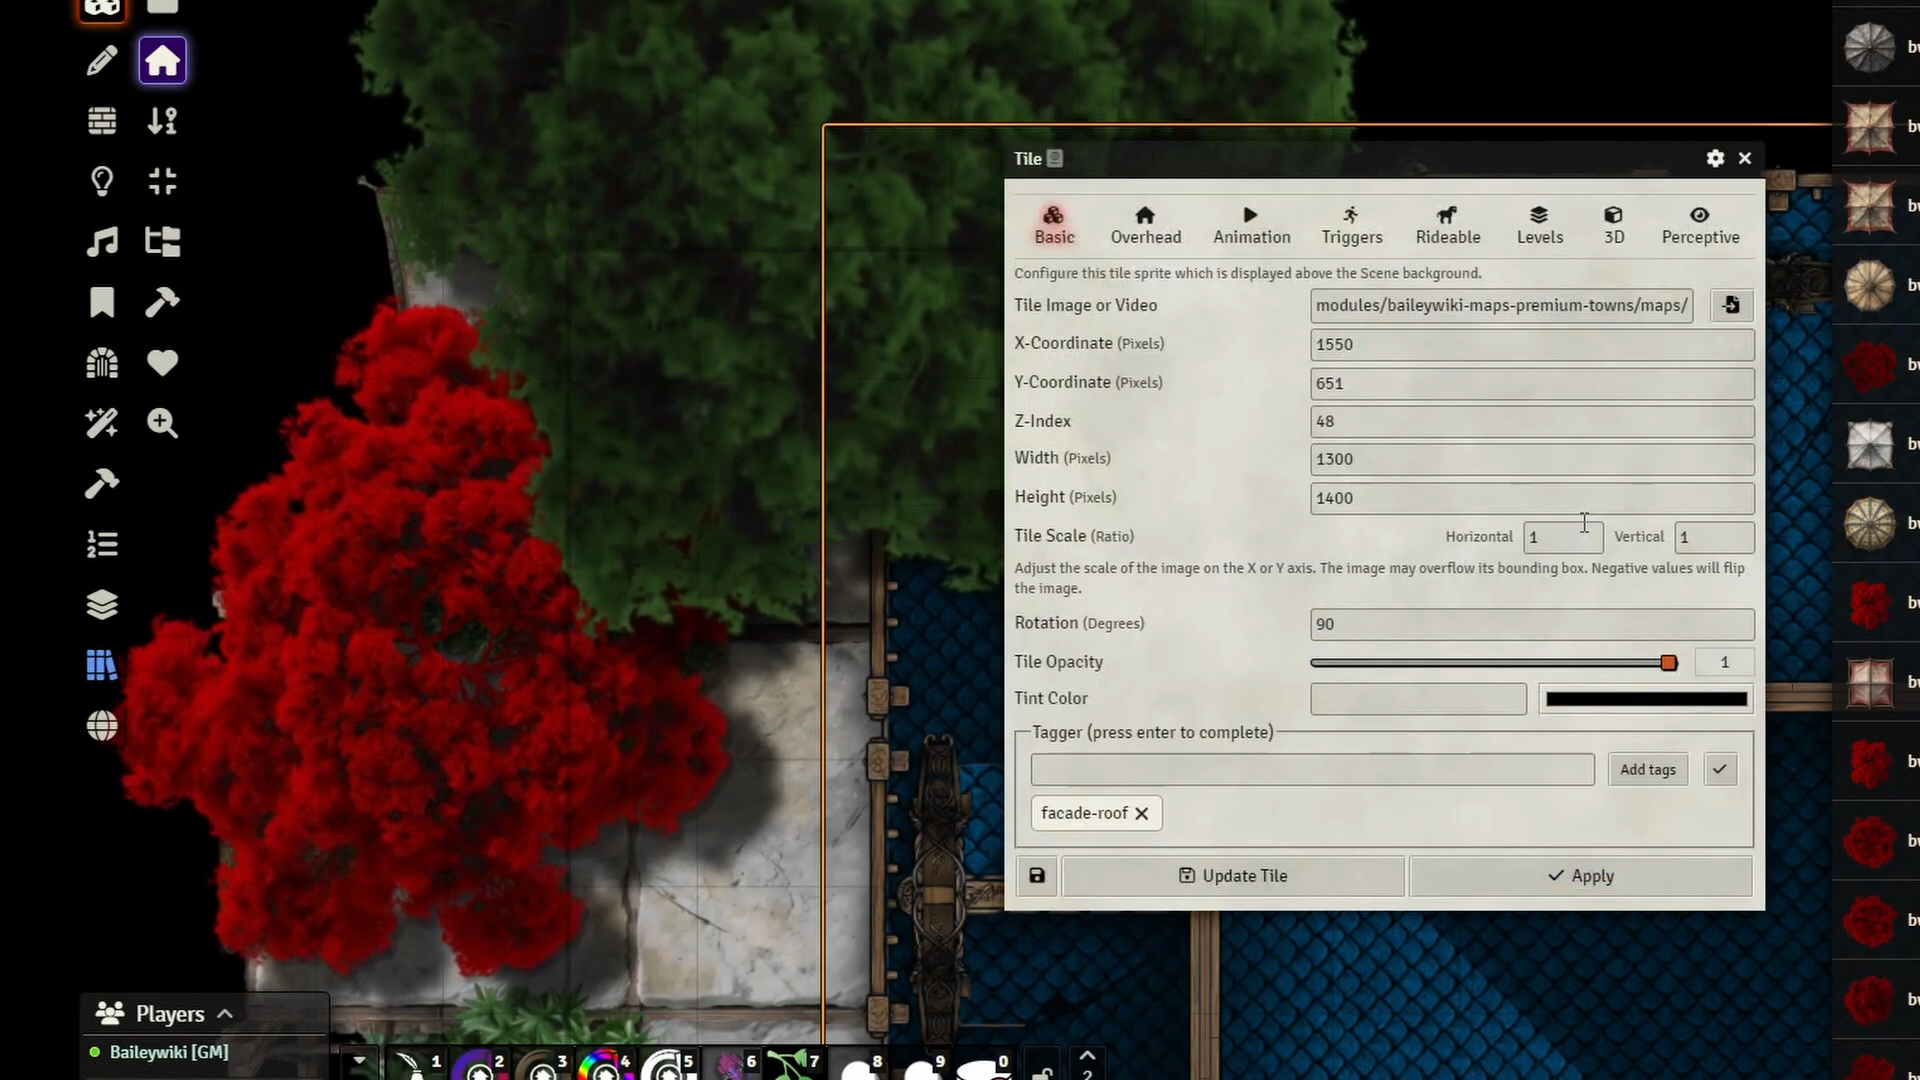 Tile
Basic Overhead Animation Triggers Rideable Levels 3D Perceptive
Configure this tile sprite which is displayed above the Scene background.
Tile Image or Video modules/baileywiki-maps-premium-towns/maps/
X-Coordinate (Pixels) 1550
Y-Coordinate (Pixels) 651
Z-Index 48
Width (Pixels) 1300
Height (Pixels) 1400
Tile Scale (Ratio) Horizontal 1 Vertical 1
Adjust the scale of the image on the X or Y axis. The image may overflow its bounding box. Negative values will flip
the image.
Rotation (Degrees) 90
Tile Opacity 1
Tint Color
Tagger (press enter to complete)
Add tags
facade-roof
Update Tile Apply
Players
Baileywiki [GM]
1 2 3 4 5 6 7 8 9 0
2